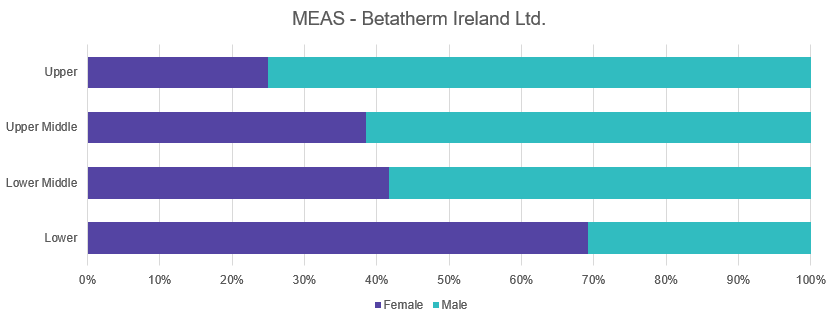 MEAS - Betatherm Ireland Ltd.
Upper
Upper Middle
Lower Middle
Lower
0% 10% 20% 30% 40% 50% 60% 70% 80% 90% 100%
Female Male